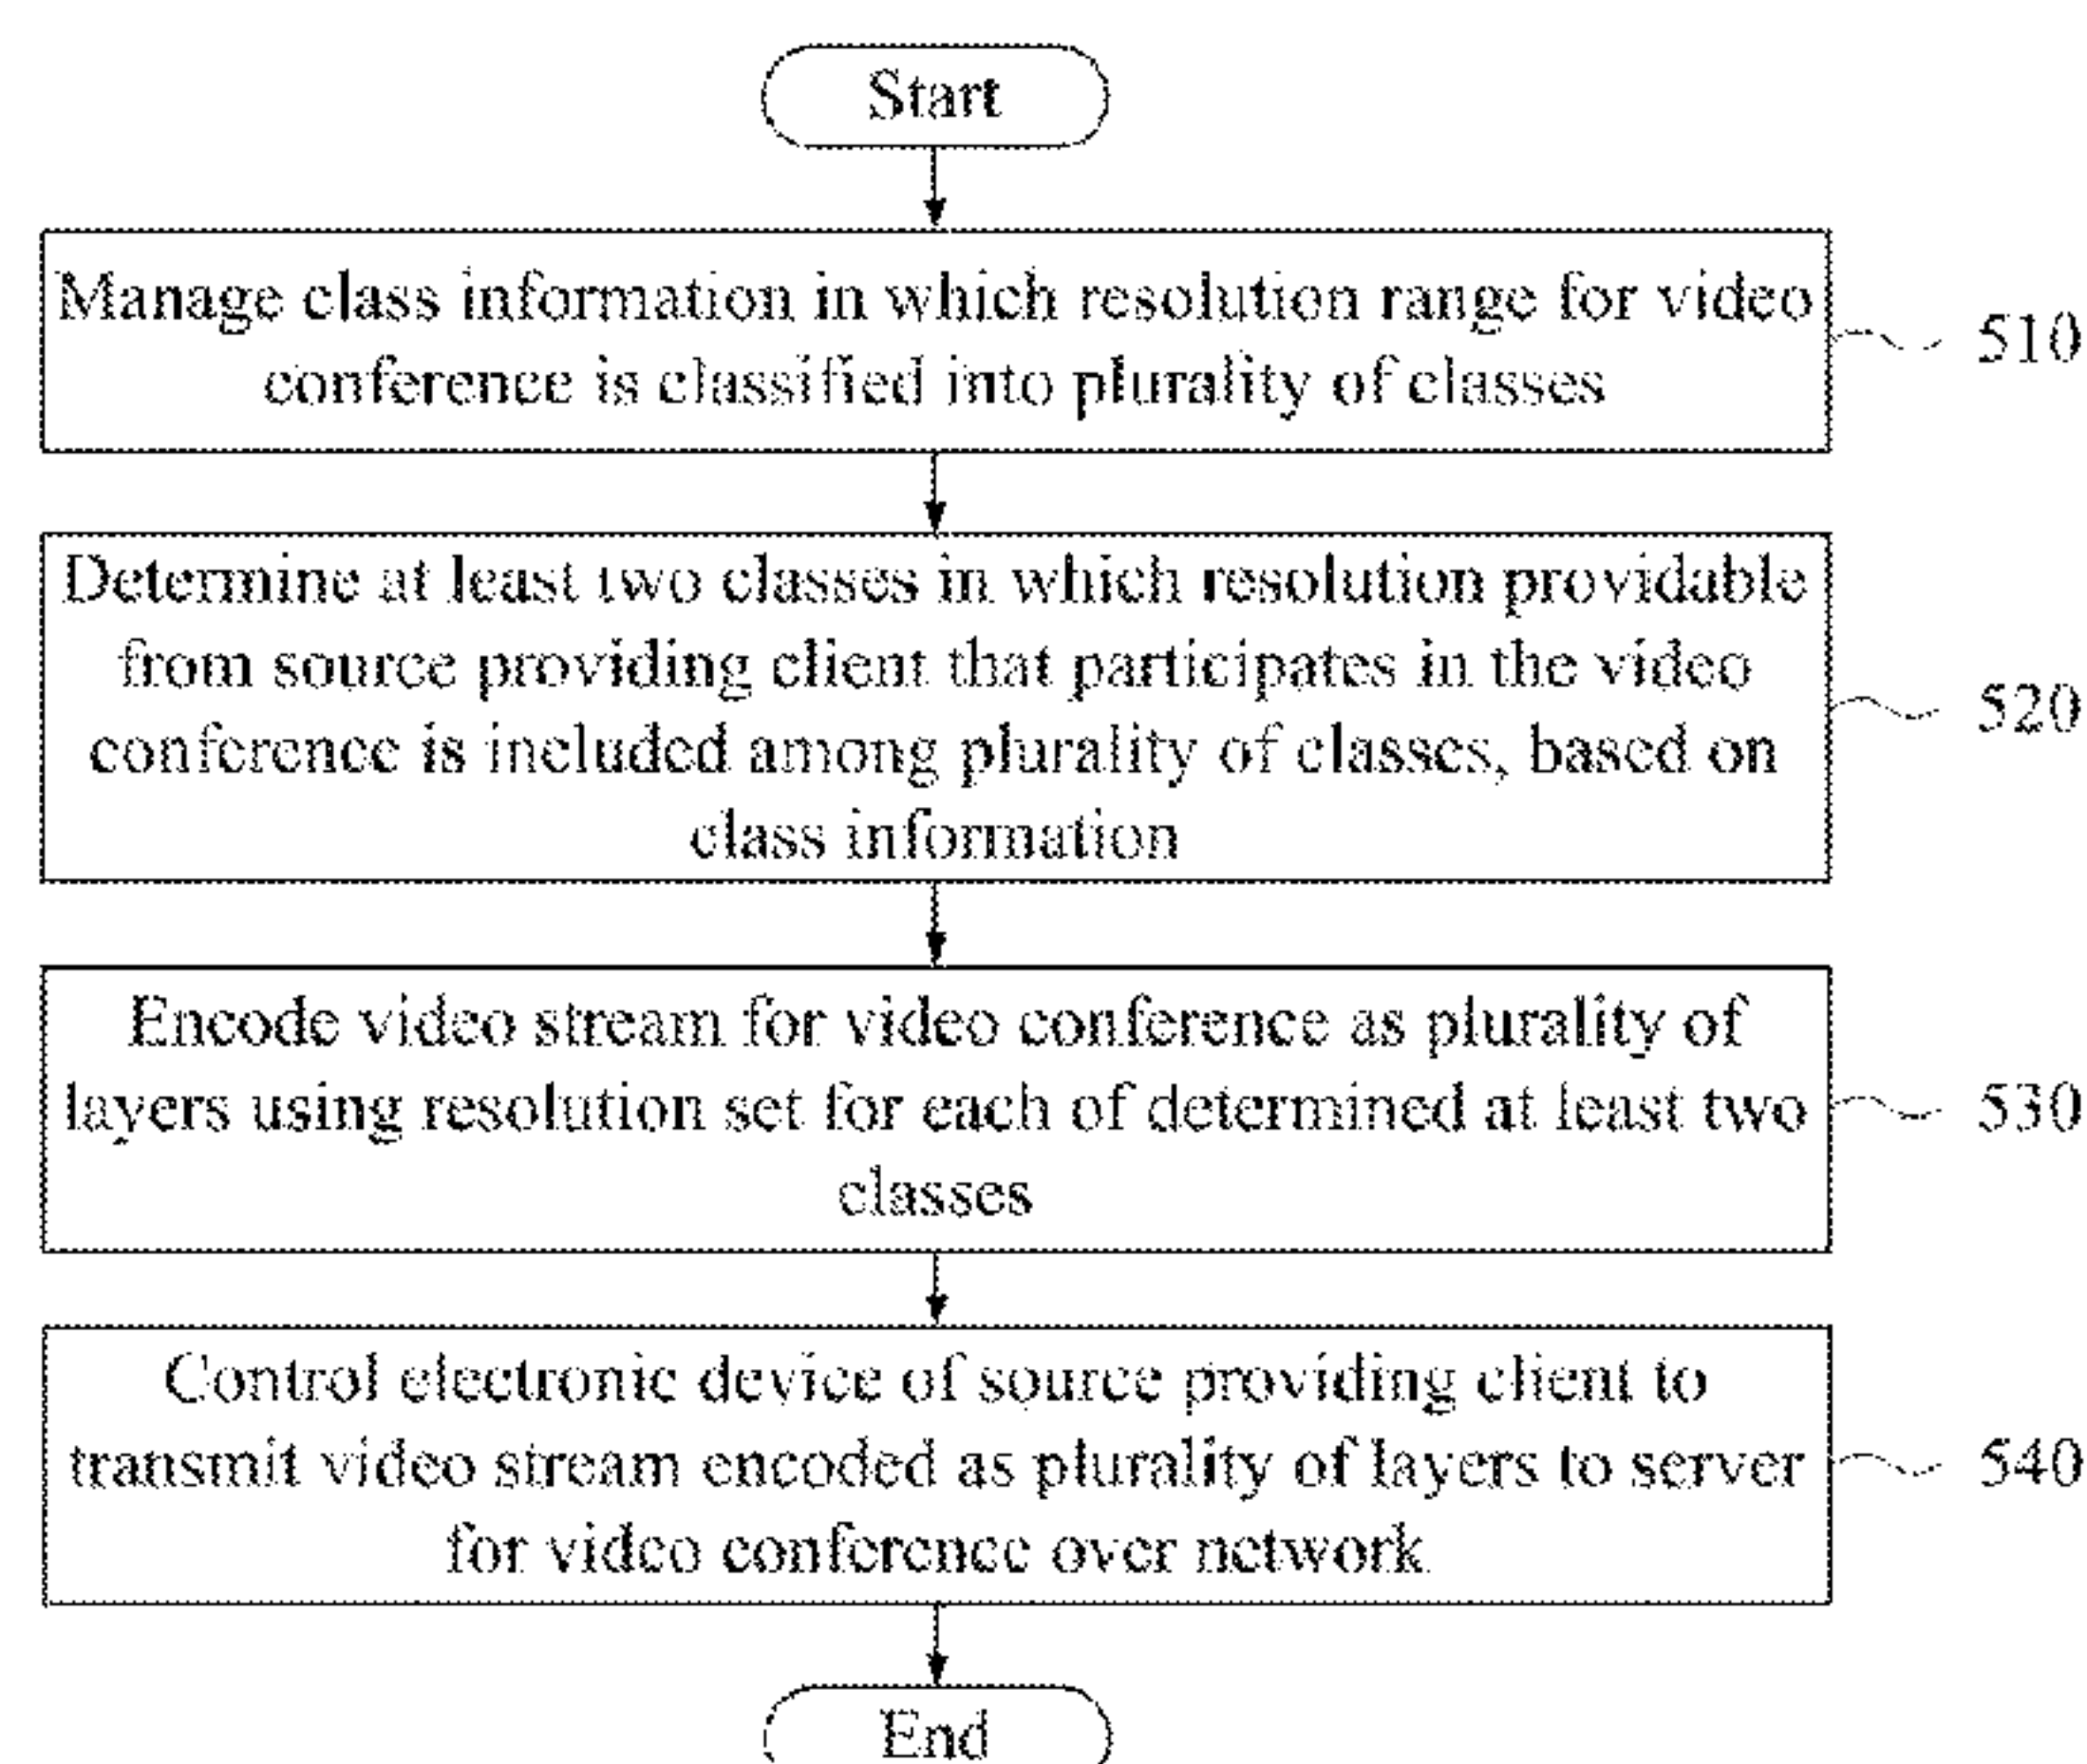 Start
Manage class information in which resolution range for video
conference is classified into plurality of classes
510
Determine at least two classes in which resolution providable
from source providing client that participates in the video
conference is included among plurality of classes, based on
class information
520
Encode video stream for video conference as plurality of
layers using resolution set for each of determined at least two
classes
530
Control electronic device of source providing client to
transmit video stream encoded as plurality of layers to server
for video conference over network
540
End